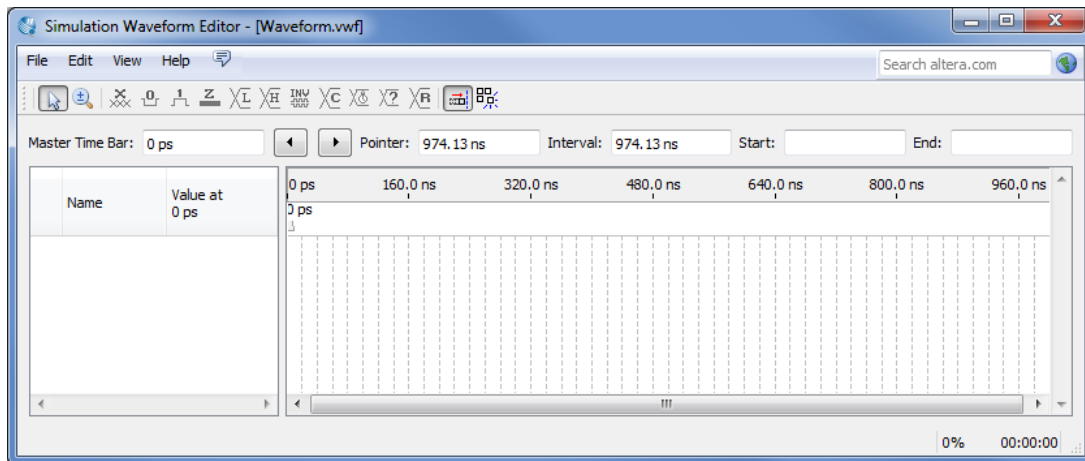 Simulation Waveform Editor - [Waveform.vwf]
File Edit View Help
Search altera.com
X 0 1 Z L H INV C ? R
Master Time Bar: 0 ps Pointer: 974.13 ns Interval: 974.13 ns Start: End:
Name Value at
0 ps
0 ps 160.0 ns 320.0 ns 480.0 ns 640.0 ns 800.0 ns 960.0 ns
0 ps
0% 00:00:00